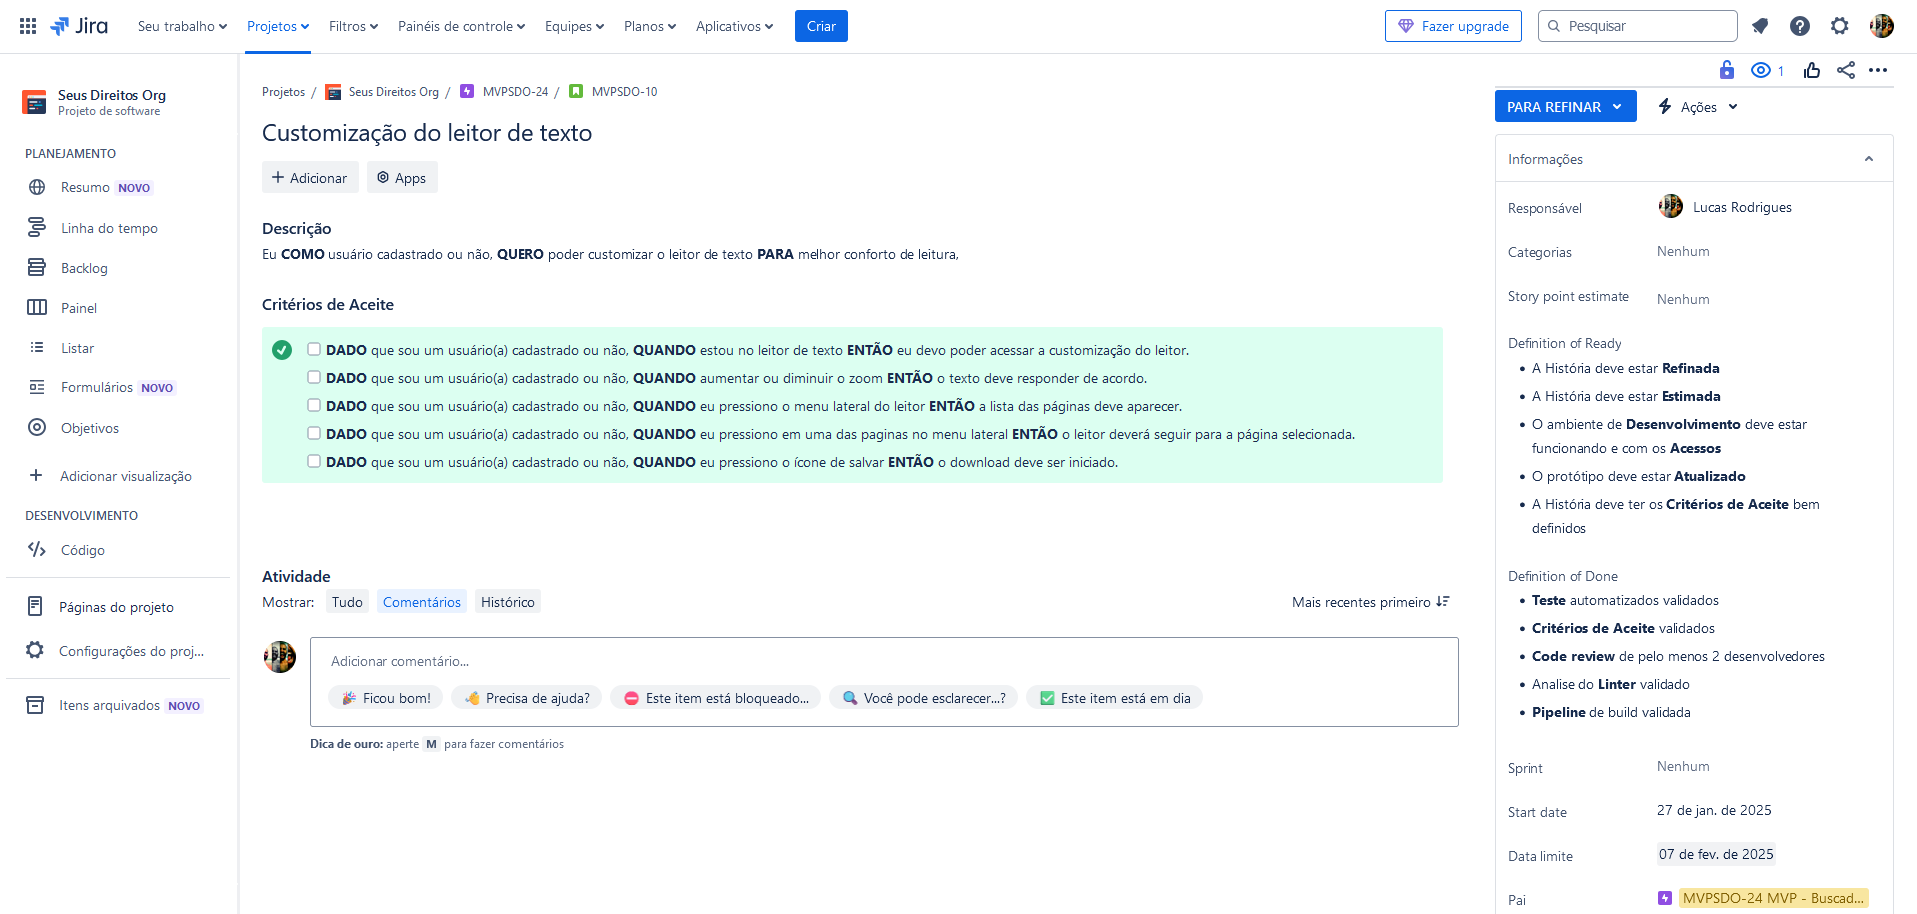 Jira
Seu trabalho
Projetos
Filtros
Painéis de controle
Equipes
Planos
Aplicativos
Criar
Fazer upgrade
Pesquisar
Seus Direitos Org
Projeto de software
PLANEJAMENTO
Resumo NOVO
Linha do tempo
Backlog
Painel
Listar
Formulários NOVO
Objetivos
Adicionar visualização
DESENVOLVIMENTO
Código
Páginas do projeto
Configurações do proj...
Itens arquivados NOVO
Projetos / Seus Direitos Org / MVPSDO-24 / MVPSDO-10
Customização do leitor de texto
Adicionar
Apps
Descrição
Eu COMO usuário cadastrado ou não, QUERO poder customizar o leitor de texto PARA melhor conforto de leitura,
Critérios de Aceite
DADO que sou um usuário(a) cadastrado ou não, QUANDO estou no leitor de texto ENTÃO eu devo poder acessar a customização do leitor.
DADO que sou um usuário(a) cadastrado ou não, QUANDO aumentar ou diminuir o zoom ENTÃO o texto deve responder de acordo.
DADO que sou um usuário(a) cadastrado ou não, QUANDO eu pressiono o menu lateral do leitor ENTÃO a lista das páginas deve aparecer.
DADO que sou um usuário(a) cadastrado ou não, QUANDO eu pressiono em uma das paginas no menu lateral ENTÃO o leitor deverá seguir para a página selecionada.
DADO que sou um usuário(a) cadastrado ou não, QUANDO eu pressiono o ícone de salvar ENTÃO o download deve ser iniciado.
Atividade
Mostrar: Tudo Comentários Histórico
Mais recentes primeiro
Adicionar comentário...
Ficou bom!
Precisa de ajuda?
Este item está bloqueado...
Você pode esclarecer...?
Este item está em dia
Dica de ouro: aperte M para fazer comentários
1
PARA REFINAR
Ações
Informações
Responsável Lucas Rodrigues
Categorias Nenhum
Story point estimate Nenhum
Definition of Ready
• A História deve estar Refinada
• A História deve estar Estimada
• O ambiente de Desenvolvimento deve estar
funcionando e com os Acessos
• O protótipo deve estar Atualizado
• A História deve ter os Critérios de Aceite bem
definidos
Definition of Done
• Teste automatizados validados
• Critérios de Aceite validados
• Code review de pelo menos 2 desenvolvedores
• Analise do Linter validado
• Pipeline de build validada
Sprint Nenhum
Start date 27 de jan. de 2025
Data limite 07 de fev. de 2025
Pai MVPSDO-24 MVP - Buscad...